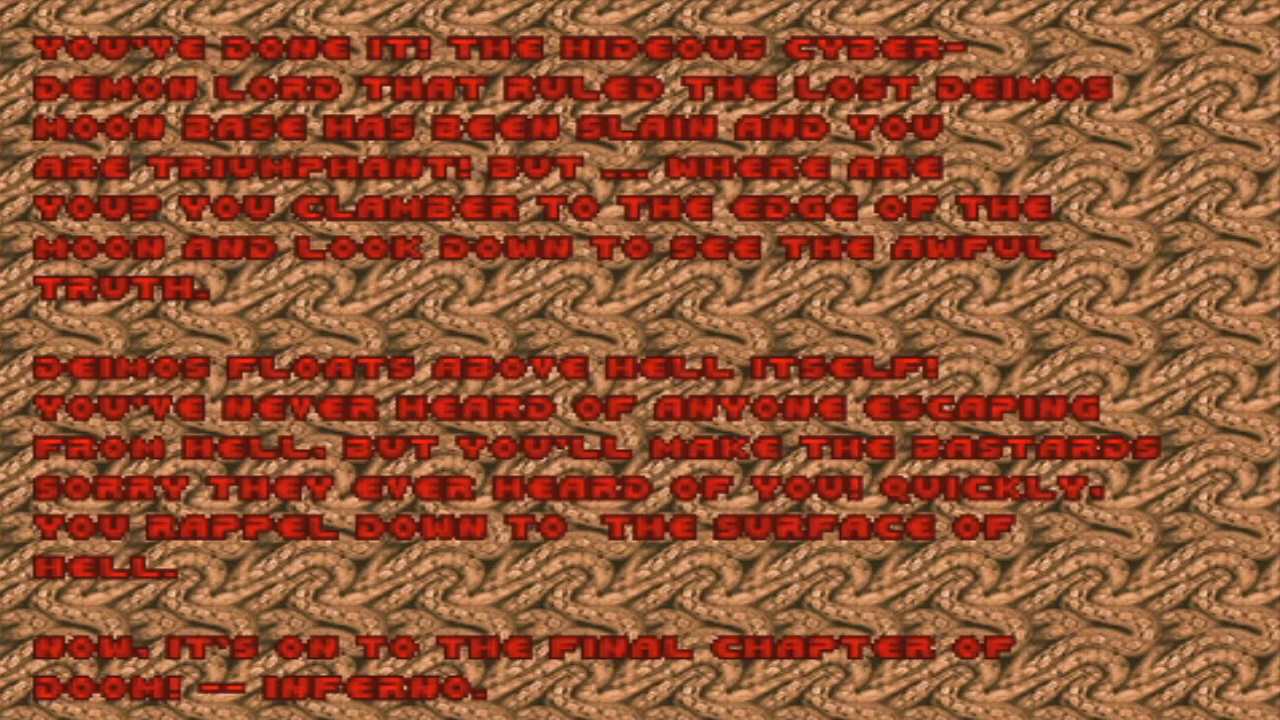 YOU'VE DONE IT! THE HIDEOUS CYBER-
DEMON LORD THAT RULED THE LOST DEIMOS
MOON BASE HAS BEEN SLAIN AND YOU
ARE TRIUMPHANT! BUT ... WHERE ARE
YOU? YOU CLAMBER TO THE EDGE OF THE
MOON AND LOOK DOWN TO SEE THE AWFUL
TRUTH.
DEIMOS FLOATS ABOVE HELL ITSELF!
YOU'VE NEVER HEARD OF ANYONE ESCAPING
FROM HELL, BUT YOU'LL MAKE THE BASTARDS
SORRY THEY EVER HEARD OF YOU! QUICKLY,
YOU RAPPEL DOWN TO  THE SURFACE OF
HELL.
NOW, IT'S ON TO THE FINAL CHAPTER OF
DOOM! -- INFERNO.